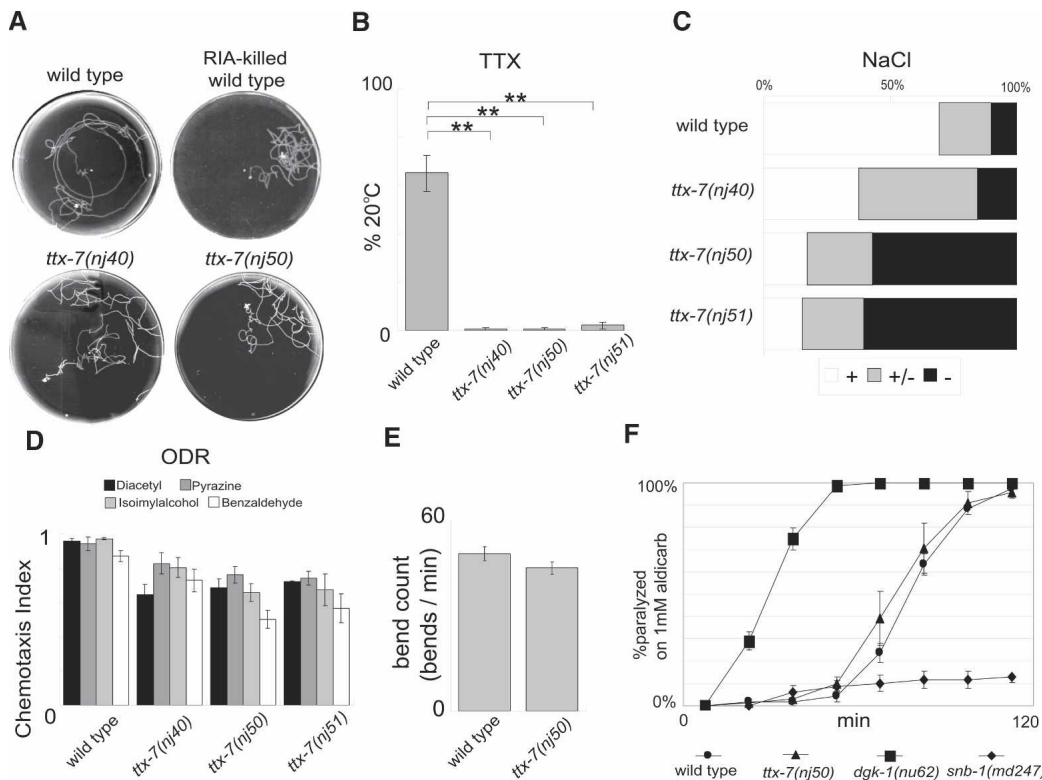 A
wild type
RIA-killed
wild type
ttx-7(nj40)
ttx-7(nj50)
B
TTX
100
% 20°C
0
**
**
**
wild type
ttx-7(nj40)
ttx-7(nj50)
ttx-7(nj51)
C
NaCl
0%
50%
100%
wild type
ttx-7(nj40)
ttx-7(nj50)
ttx-7(nj51)
+
+/-
-
D
ODR
Diacetyl
Pyrazine
Isoimylalcohol
Benzaldehyde
1
Chemotaxis Index
0
wild type
ttx-7(nj40)
ttx-7(nj50)
ttx-7(nj51)
E
60
bend count
(bends / min)
0
wild type
ttx-7(nj50)
F
100%
%paralyzed
on 1mM aldicarb
0%
0
min
120
wild type
ttx-7(nj50)
dgk-1(nu62)
snb-1(md247)